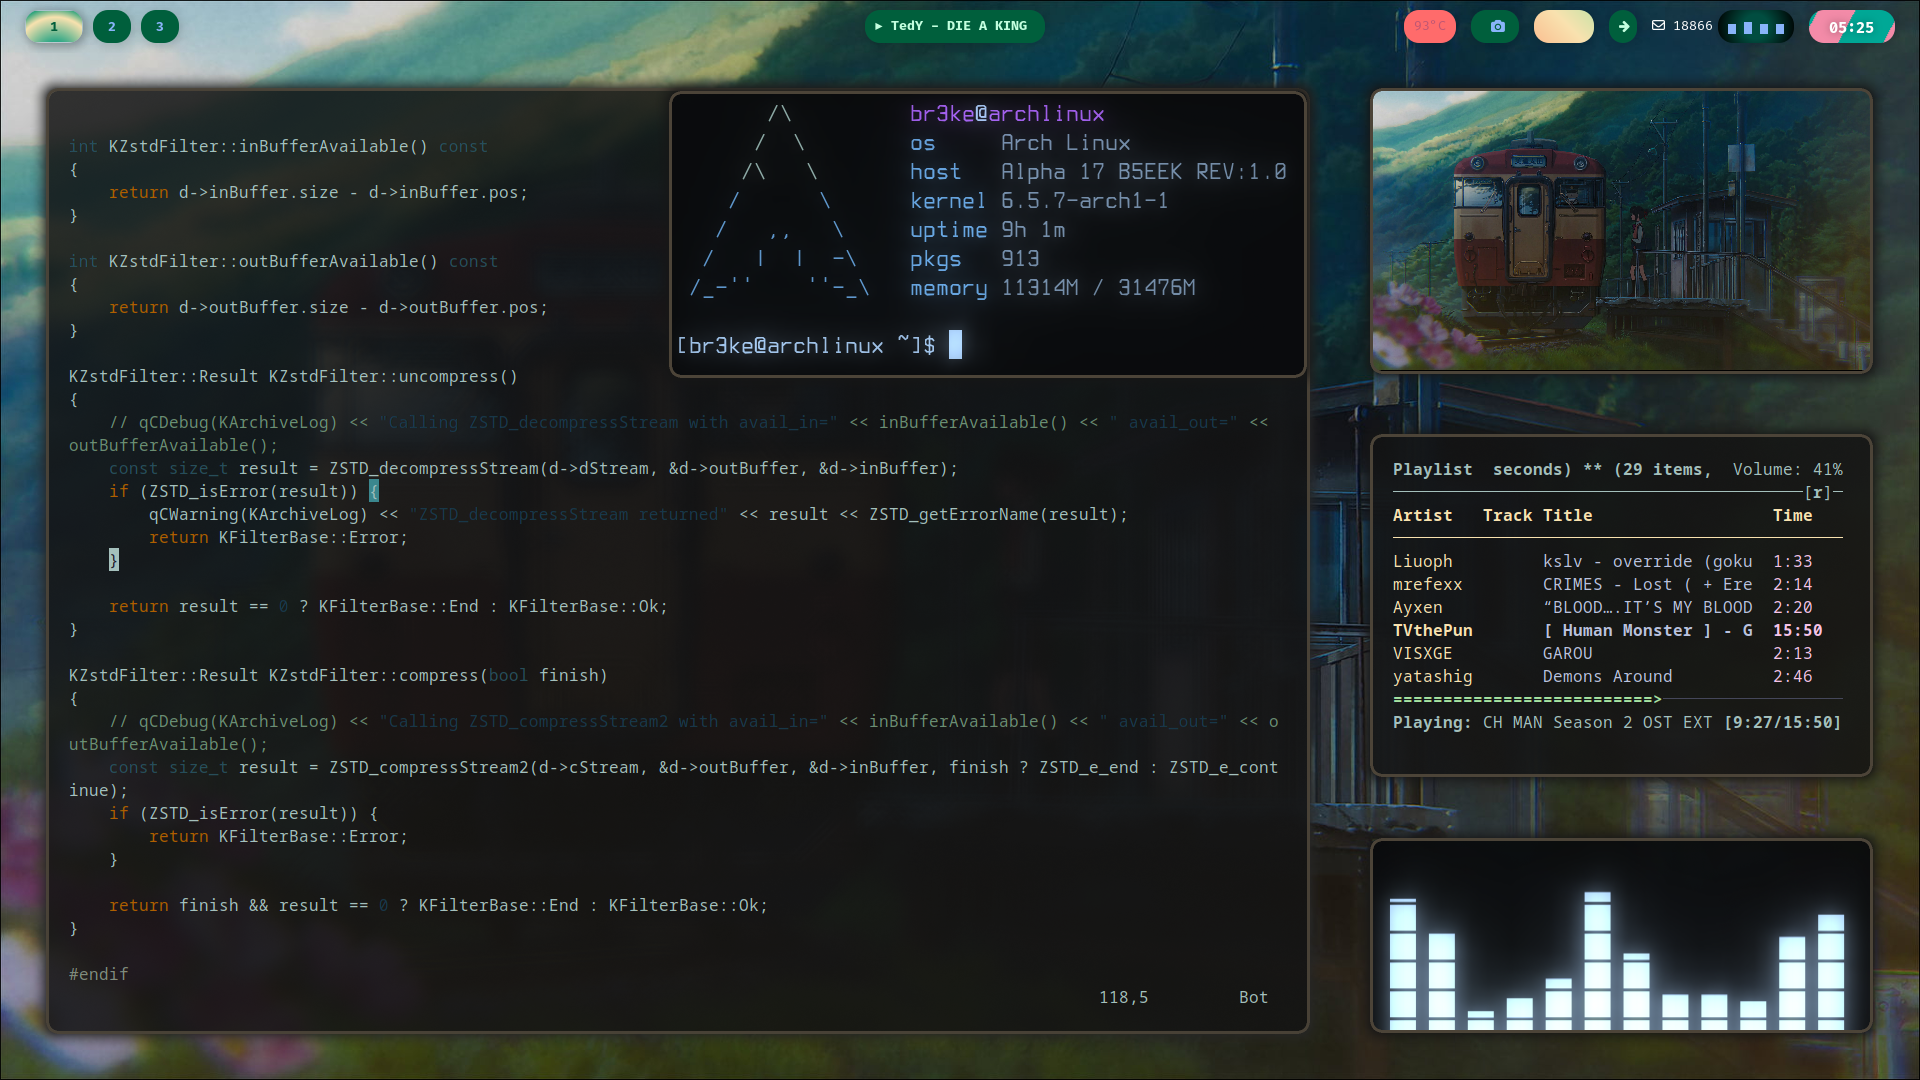 1 2 3
▶ TedY - DIE A KING
93°C
18866
05:25
int KZstdFilter::inBufferAvailable() const
{
    return d->inBuffer.size - d->inBuffer.pos;
}
int KZstdFilter::outBufferAvailable() const
{
    return d->outBuffer.size - d->outBuffer.pos;
}
KZstdFilter::Result KZstdFilter::uncompress()
{
    // qCDebug(KArchiveLog) << "Calling ZSTD_decompressStream with avail_in=" << inBufferAvailable() << " avail_out=" <<
outBufferAvailable();
    const size_t result = ZSTD_decompressStream(d->dStream, &d->outBuffer, &d->inBuffer);
    if (ZSTD_isError(result)) {
        qCWarning(KArchiveLog) << "ZSTD_decompressStream returned" << result << ZSTD_getErrorName(result);
        return KFilterBase::Error;
    }
    return result == 0 ? KFilterBase::End : KFilterBase::Ok;
}
KZstdFilter::Result KZstdFilter::compress(bool finish)
{
    // qCDebug(KArchiveLog) << "Calling ZSTD_compressStream2 with avail_in=" << inBufferAvailable() << " avail_out=" << o
utBufferAvailable();
    const size_t result = ZSTD_compressStream2(d->cStream, &d->outBuffer, &d->inBuffer, finish ? ZSTD_e_end : ZSTD_e_cont
inue);
    if (ZSTD_isError(result)) {
        return KFilterBase::Error;
    }
    return finish && result == 0 ? KFilterBase::End : KFilterBase::Ok;
}
#endif
118,5 Bot
br3ke@archlinux
os Arch Linux
host Alpha 17 B5EEK REV:1.0
kernel 6.5.7-arch1-1
uptime 9h 1m
pkgs 913
memory 11314M / 31476M
[br3ke@archlinux ~]$
Playlist seconds) ** (29 items, Volume: 41%
[r]
Artist Track Title Time
Liuoph kslv - override (goku 1:33
mrefexx CRIMES - Lost ( + Ere 2:14
Ayxen “BLOOD….IT’S MY BLOOD 2:20
TVthePun [ Human Monster ] - G 15:50
VISXGE GAROU 2:13
yatashig Demons Around 2:46
==========================>
Playing: CH MAN Season 2 OST EXT [9:27/15:50]